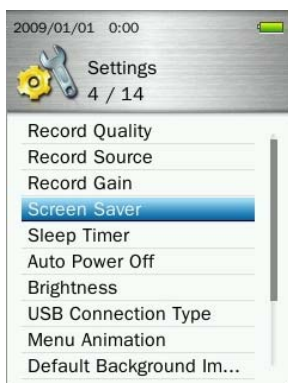 2009/01/01 0:00
Settings
4 / 14
Record Quality
Record Source
Record Gain
Screen Saver
Sleep Timer
Auto Power Off
Brightness
USB Connection Type
Menu Animation
Default Background Im...